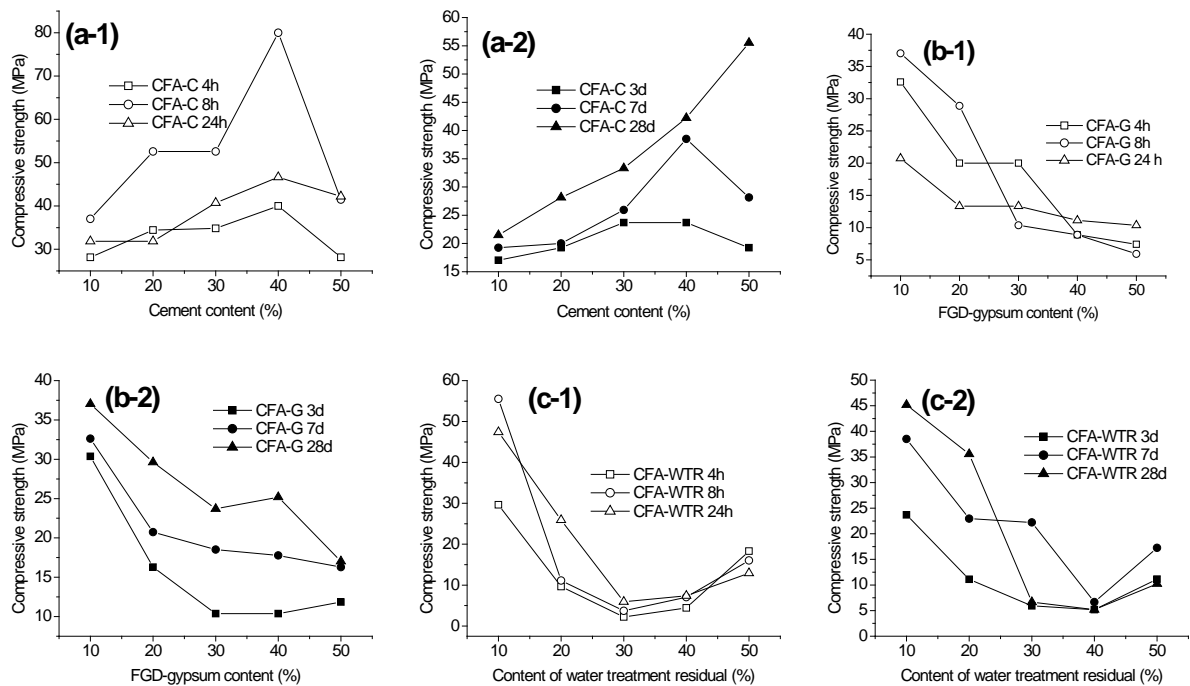 (a-1)
Compressive strength (MPa)
80
70
60
50
40
30
CFA-C 4h
CFA-C 8h
CFA-C 24h
10 20 30 40 50
Cement content (%)
(a-2)
Compressive strength (MPa)
60
55
50
45
40
35
30
25
20
15
CFA-C 3d
CFA-C 7d
CFA-C 28d
10 20 30 40 50
Cement content (%)
(b-1)
Compressive strength (MPa)
40
35
30
25
20
15
10
5
CFA-G 4h
CFA-G 8h
CFA-G 24 h
10 20 30 40 50
FGD-gypsum content (%)
(b-2)
Compressive strength (MPa)
40
35
30
25
20
15
10
CFA-G 3d
CFA-G 7d
CFA-G 28d
10 20 30 40 50
FGD-gypsum content (%)
(c-1)
Compressive strength (MPa)
60
50
40
30
20
10
0
CFA-WTR 4h
CFA-WTR 8h
CFA-WTR 24h
10 20 30 40 50
Content of water treatment residual (%)
(c-2)
Compressive strength (MPa)
50
45
40
35
30
25
20
15
10
5
0
CFA-WTR 3d
CFA-WTR 7d
CFA-WTR 28d
10 20 30 40 50
Content of water treatment residual (%)